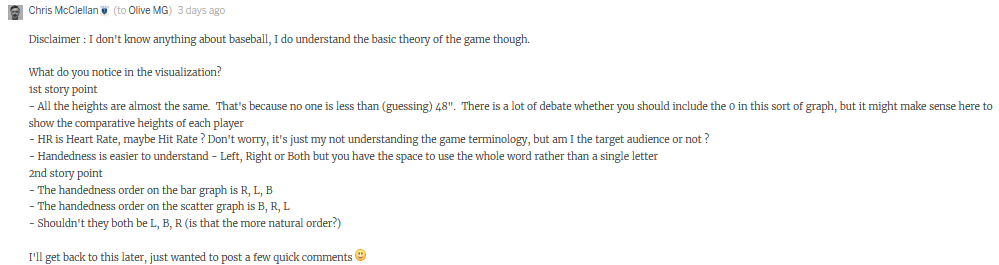 Chris McClellan (to Olive MG) 3 days ago
Disclaimer : I don't know anything about baseball, I do understand the basic theory of the game though.
What do you notice in the visualization?
1st story point
- All the heights are almost the same. That's because no one is less than (guessing) 48". There is a lot of debate whether you should include the 0 in this sort of graph, but it might make sense here to
show the comparative heights of each player
- HR is Heart Rate, maybe Hit Rate ? Don't worry, it's just my not understanding the game terminology, but am I the target audience or not ?
- Handedness is easier to understand - Left, Right or Both but you have the space to use the whole word rather than a single letter
2nd story point
- The handedness order on the bar graph is R, L, B
- The handedness order on the scatter graph is B, R, L
- Shouldn't they both be L, B, R (is that the more natural order?)
I'll get back to this later, just wanted to post a few quick comments